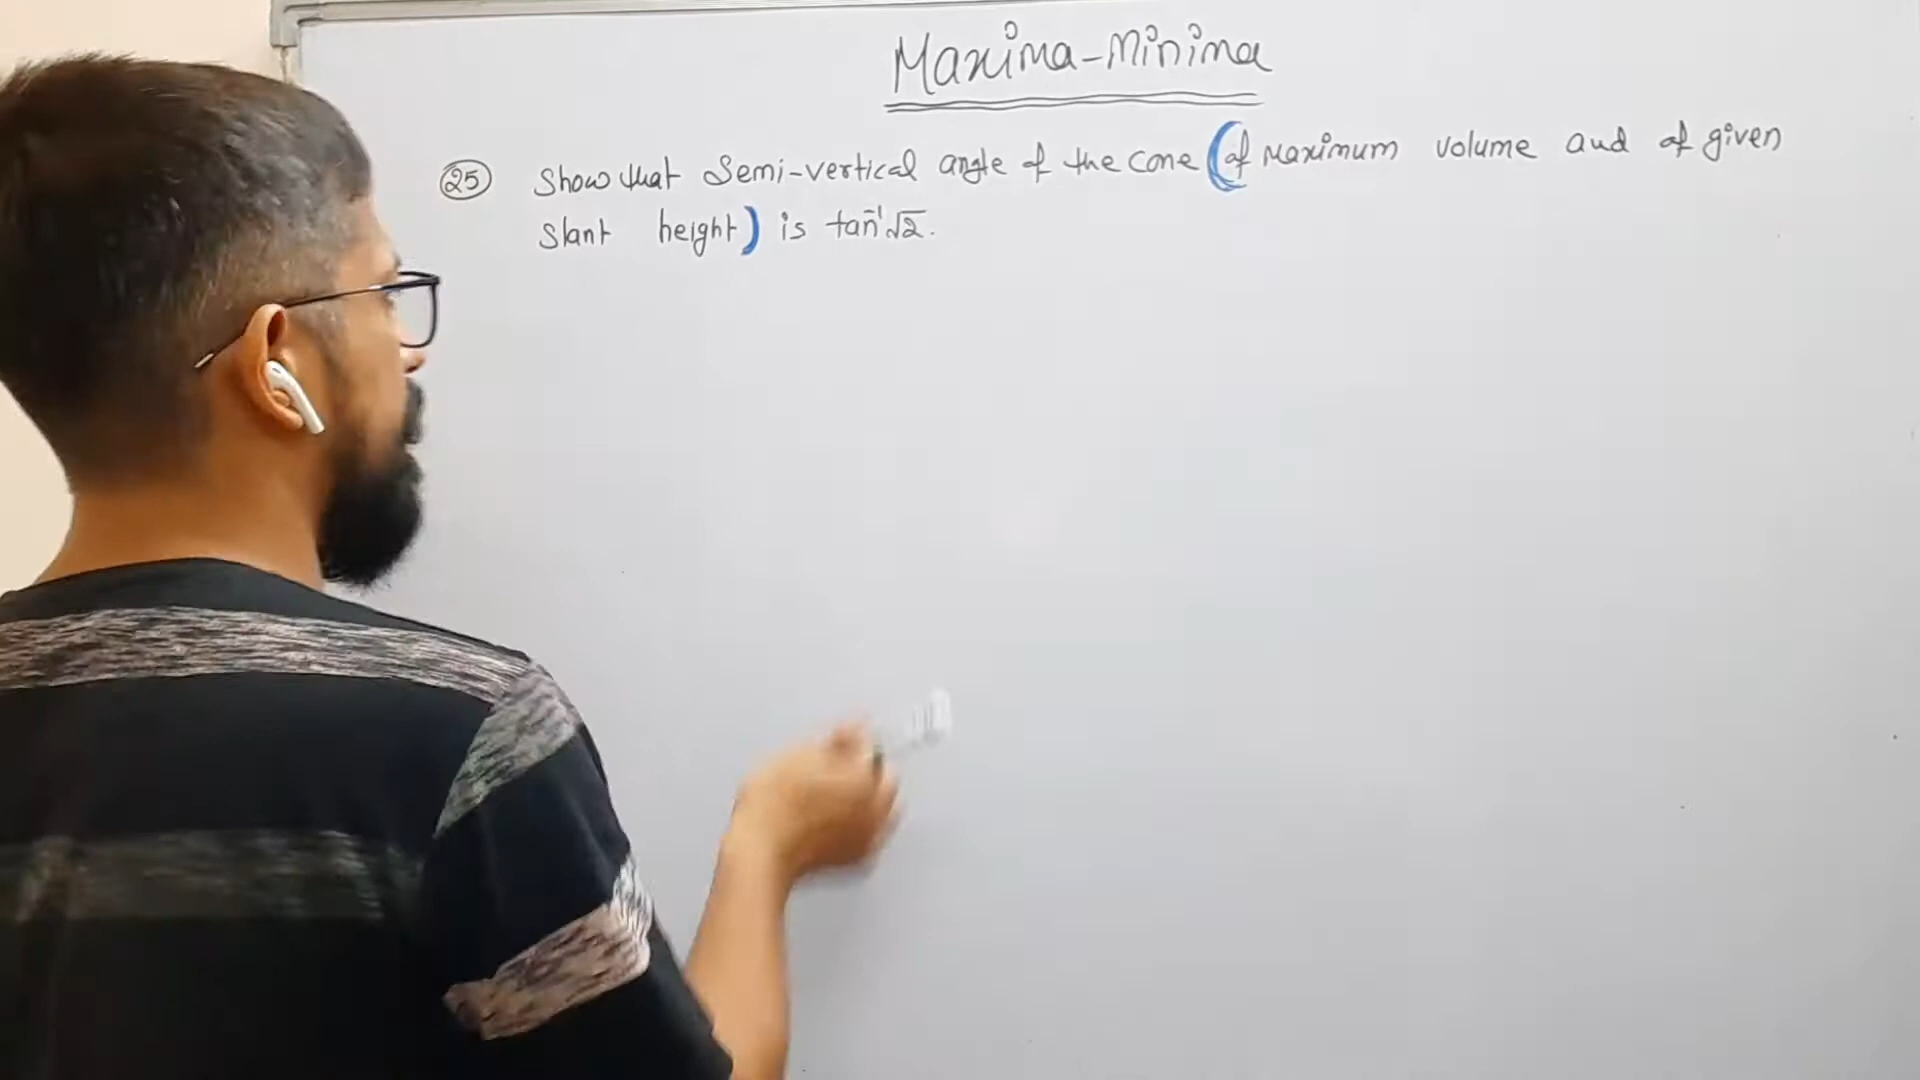 Maxima-Minima
25 Show that Semi-vertical angle of the cone (of Maximum volume and of given
Slant height) is tan⁻¹√2.